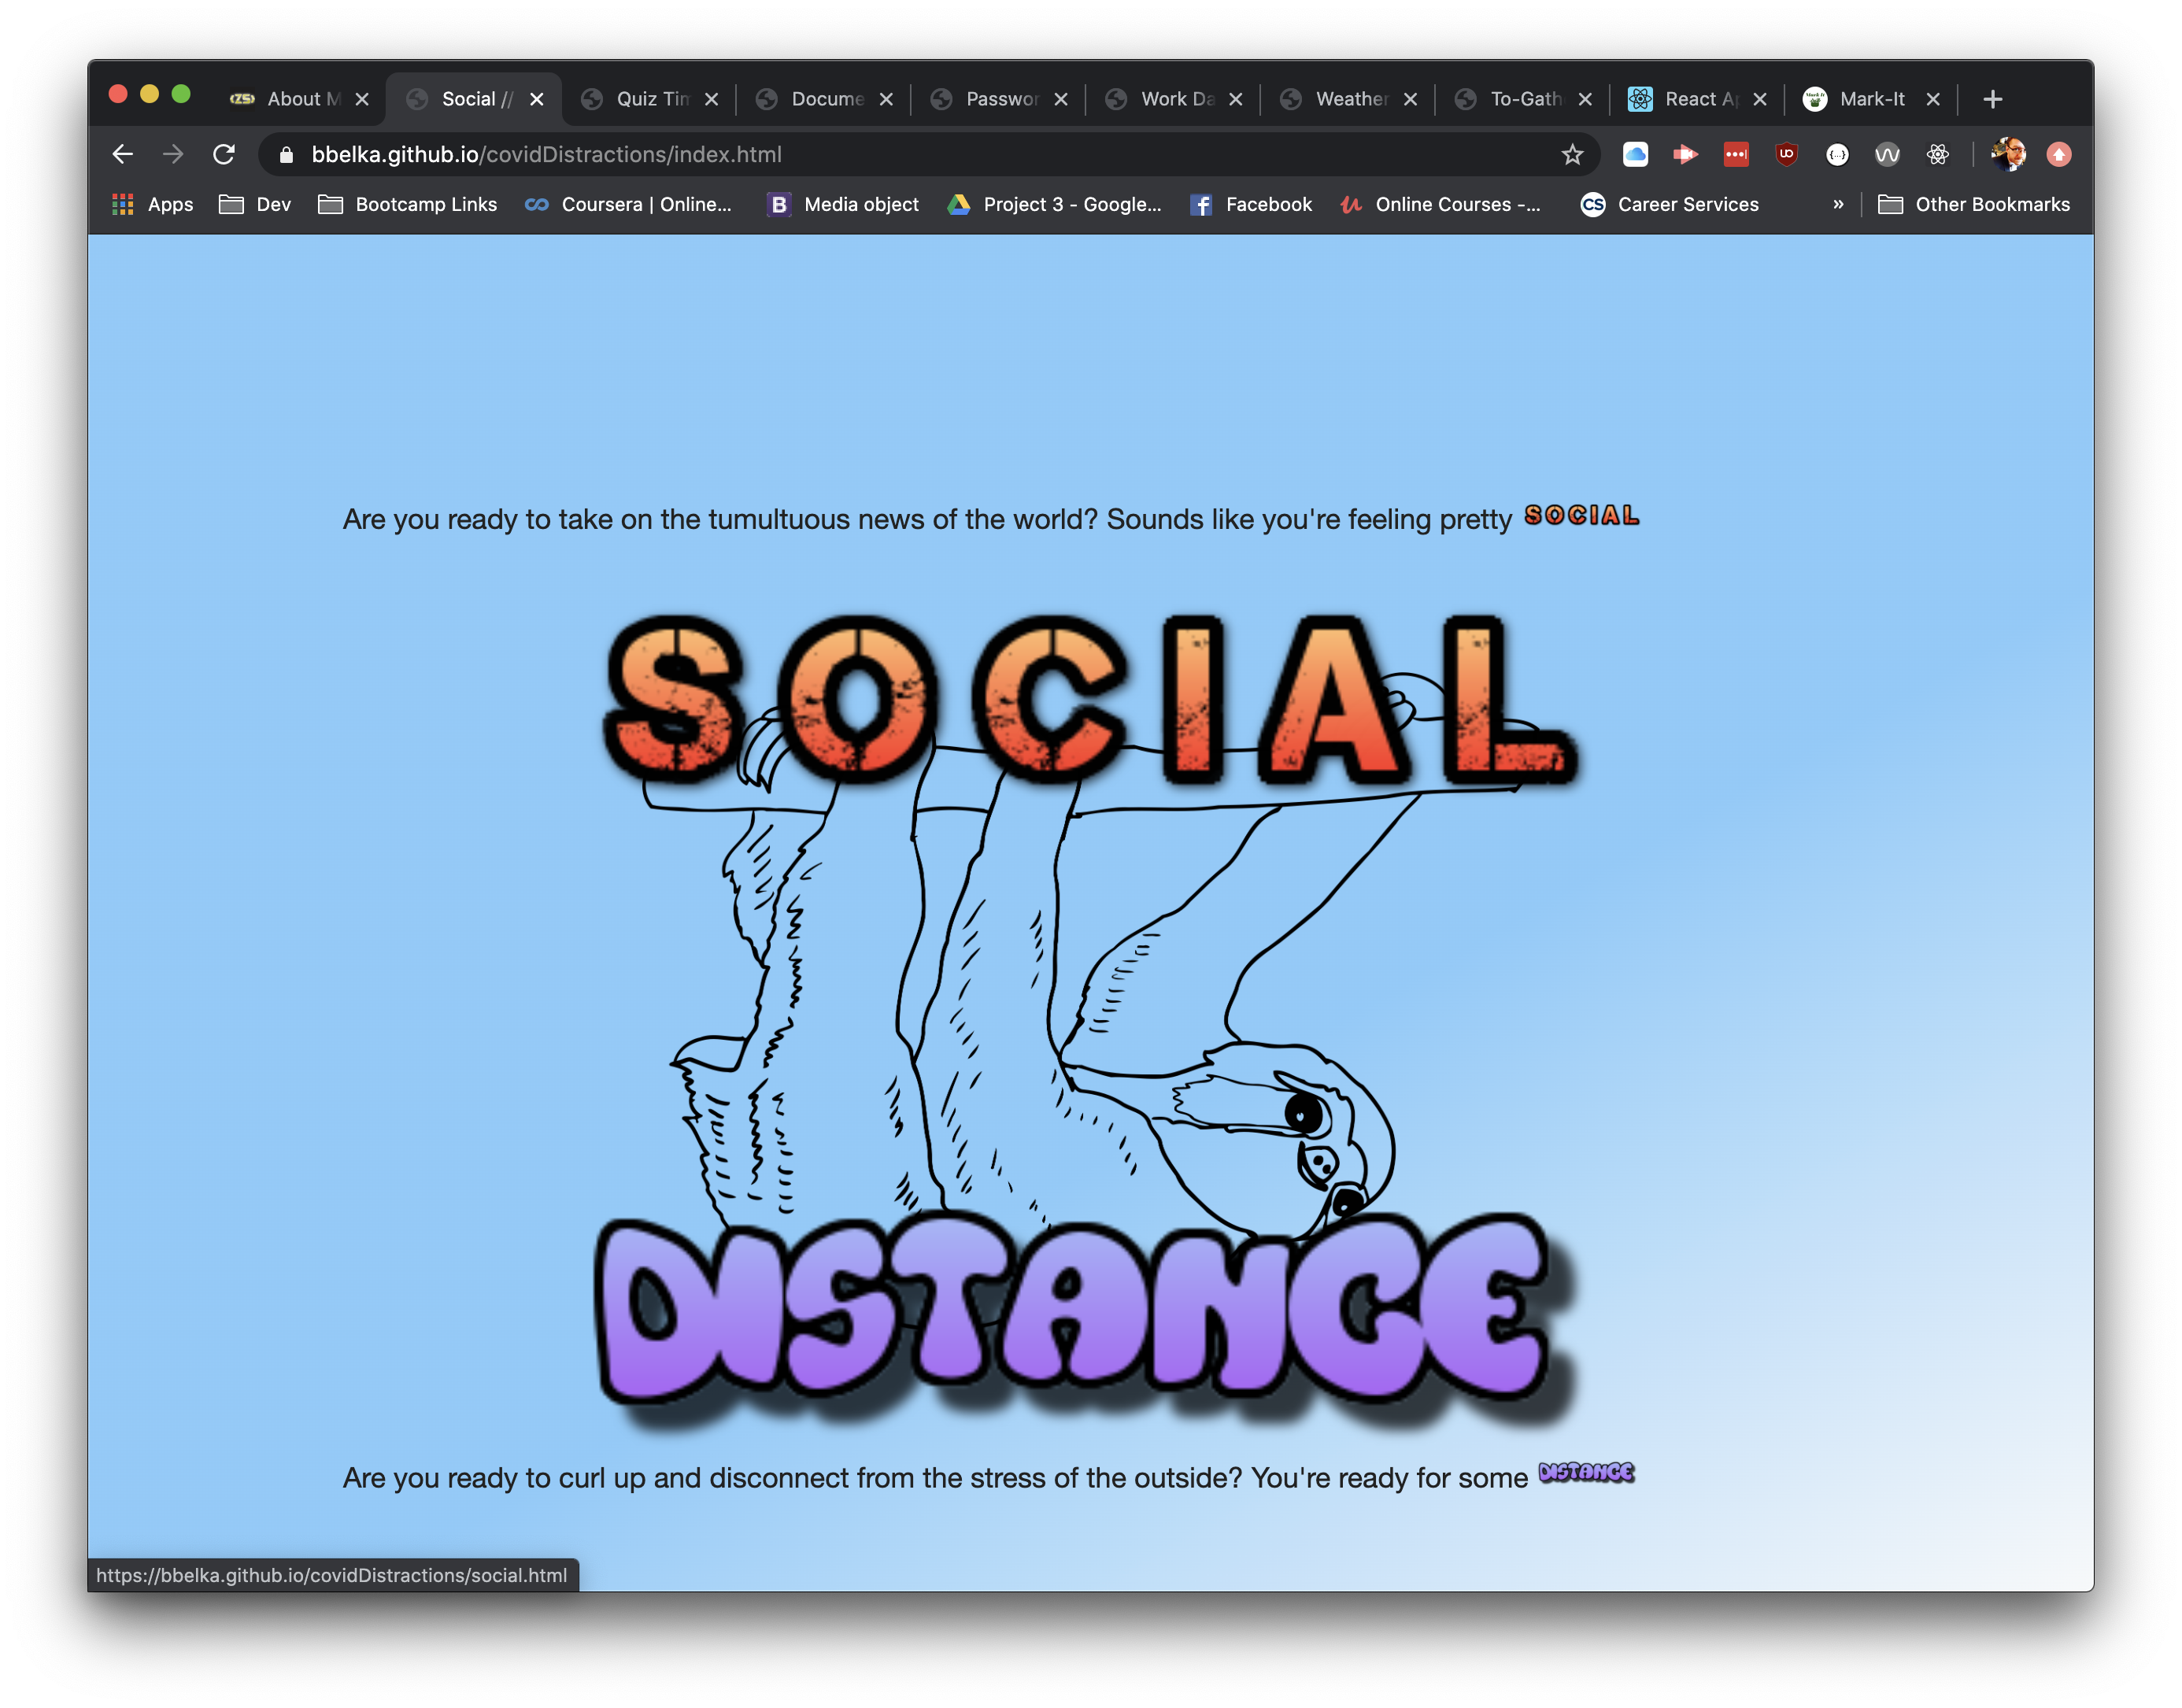 About M
Social //
Quiz Tim
Docume
Passwor
Work Da
Weather
To-Gath
React Ap
Mark-It
bbelka.github.io/covidDistractions/index.html
Apps
Dev
Bootcamp Links
Coursera | Online...
Media object
Project 3 - Google...
Facebook
Online Courses -...
CS Career Services
»
Other Bookmarks
Are you ready to take on the tumultuous news of the world? Sounds like you're feeling pretty SOCIAL
SOCIAL
DISTANCE
Are you ready to curl up and disconnect from the stress of the outside? You're ready for some DISTANCE
https://bbelka.github.io/covidDistractions/social.html